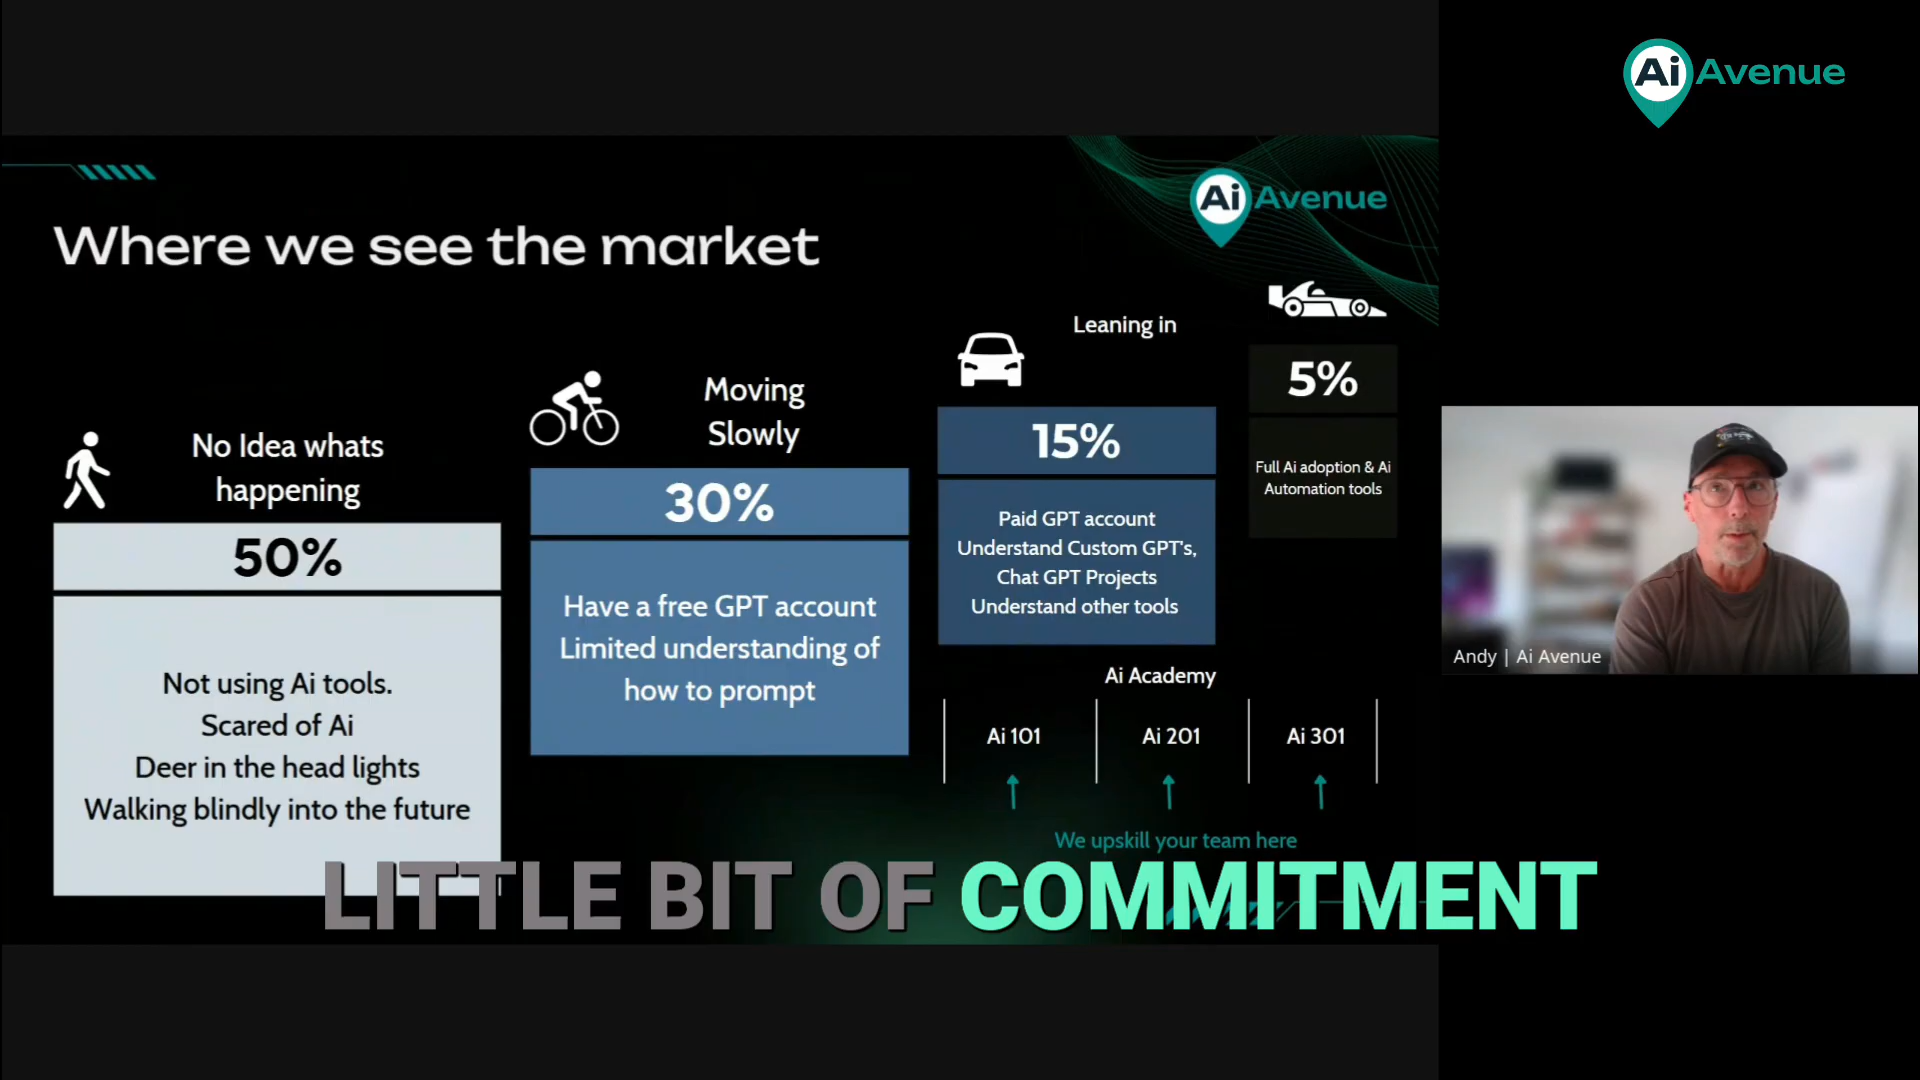 Ai Avenue
Ai Avenue
Where we see the market
No Idea whats
happening
50%
Not using Ai tools.
Scared of Ai
Deer in the head lights
Walking blindly into the future
Moving
Slowly
30%
Have a free GPT account
Limited understanding of
how to prompt
Leaning in
15%
Paid GPT account
Understand Custom GPT's,
Chat GPT Projects
Understand other tools
5%
Full Ai adoption & Ai
Automation tools
Ai Academy
Ai 101
Ai 201
Ai 301
We upskill your team here
Andy | Ai Avenue
LITTLE BIT OF COMMITMENT